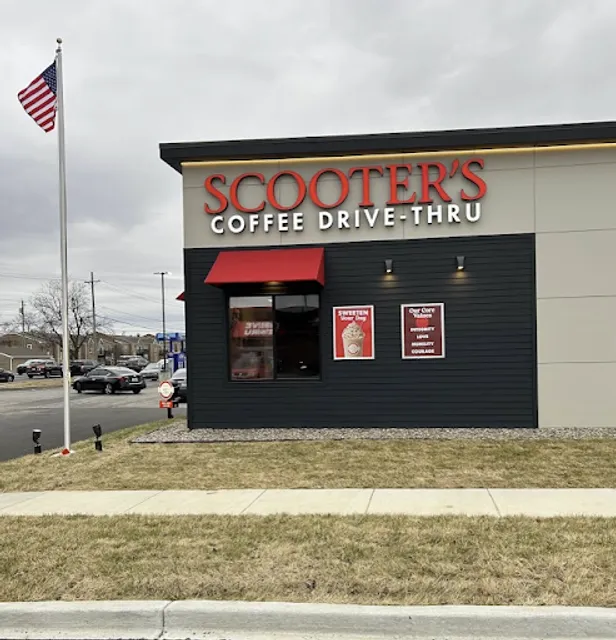 SCOOTER'S
COFFEE DRIVE-THRU
SWEETEN
Your Day
Our Core
Values
INTEGRITY
LOVE
HUMILITY
COURAGE